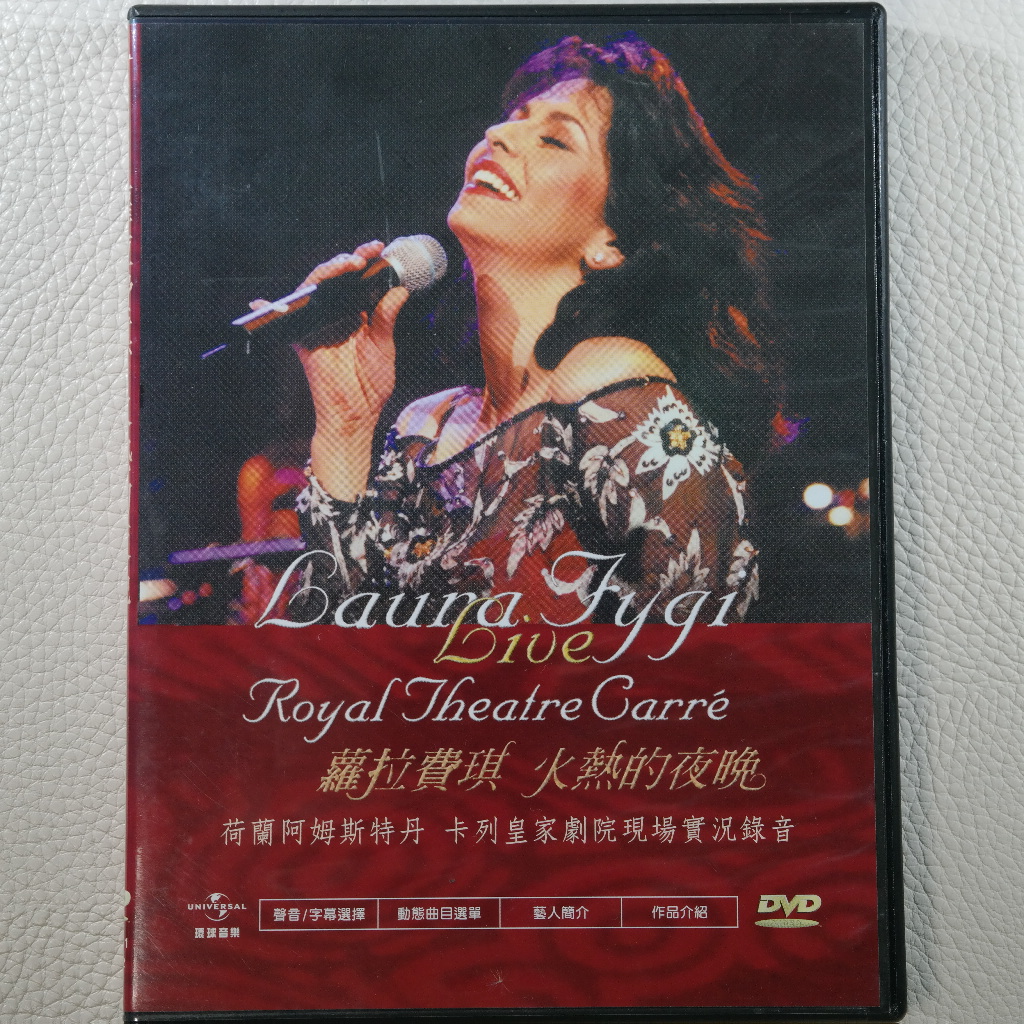 Laura Fygi
Live
Royal Theatre Carré
蘿拉費琪 火熱的夜晚
荷蘭阿姆斯特丹 卡列皇家劇院現場實況錄音
UNIVERSAL
環球音樂
聲音/字幕選擇 動態曲目選單 藝人簡介 作品介紹
DVD